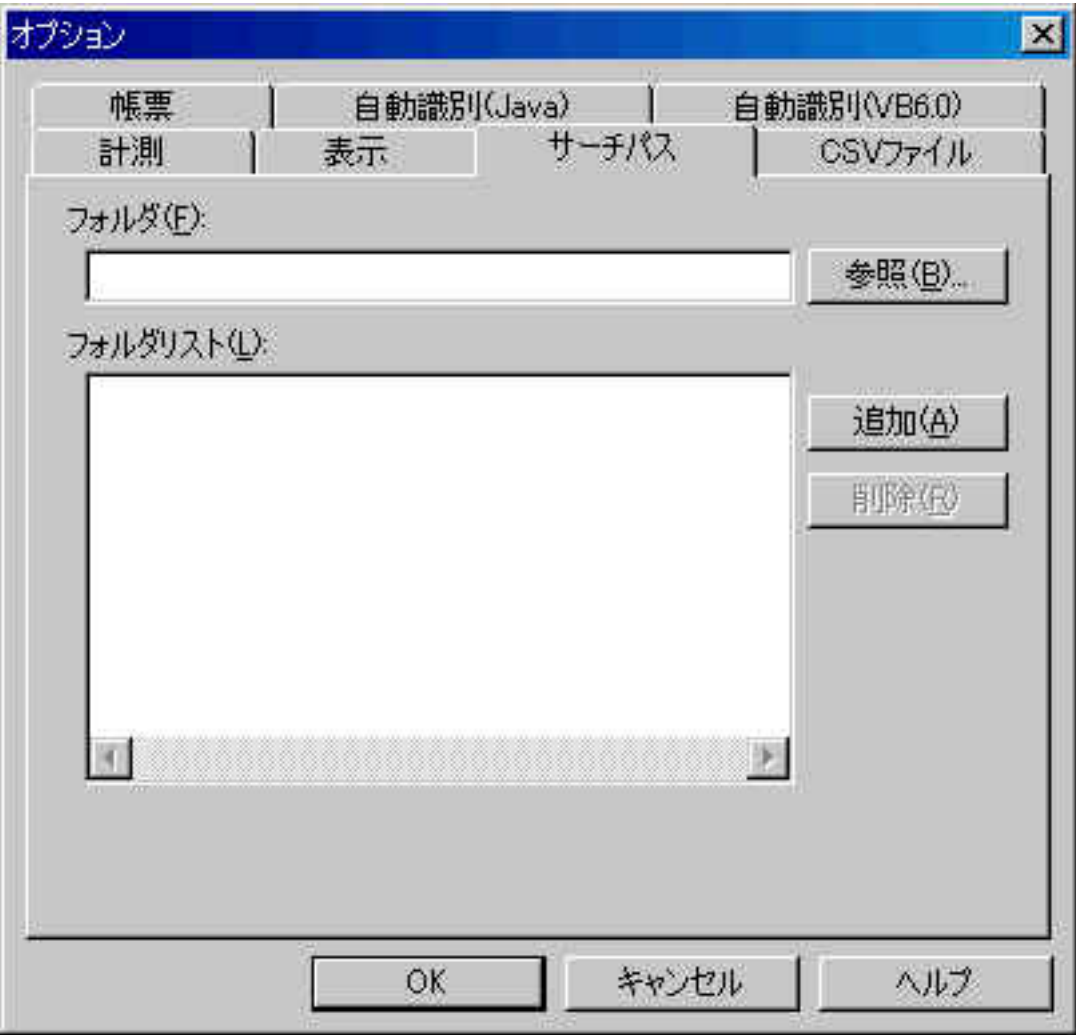 オプション
帳票 自動識別(Java) 自動識別(VB6.0)
計測 表示 サーチパス CSVファイル
フォルダ(F):
参照(B)...
フォルダリスト(L):
追加(A)
削除(R)
OK キャンセル ヘルプ